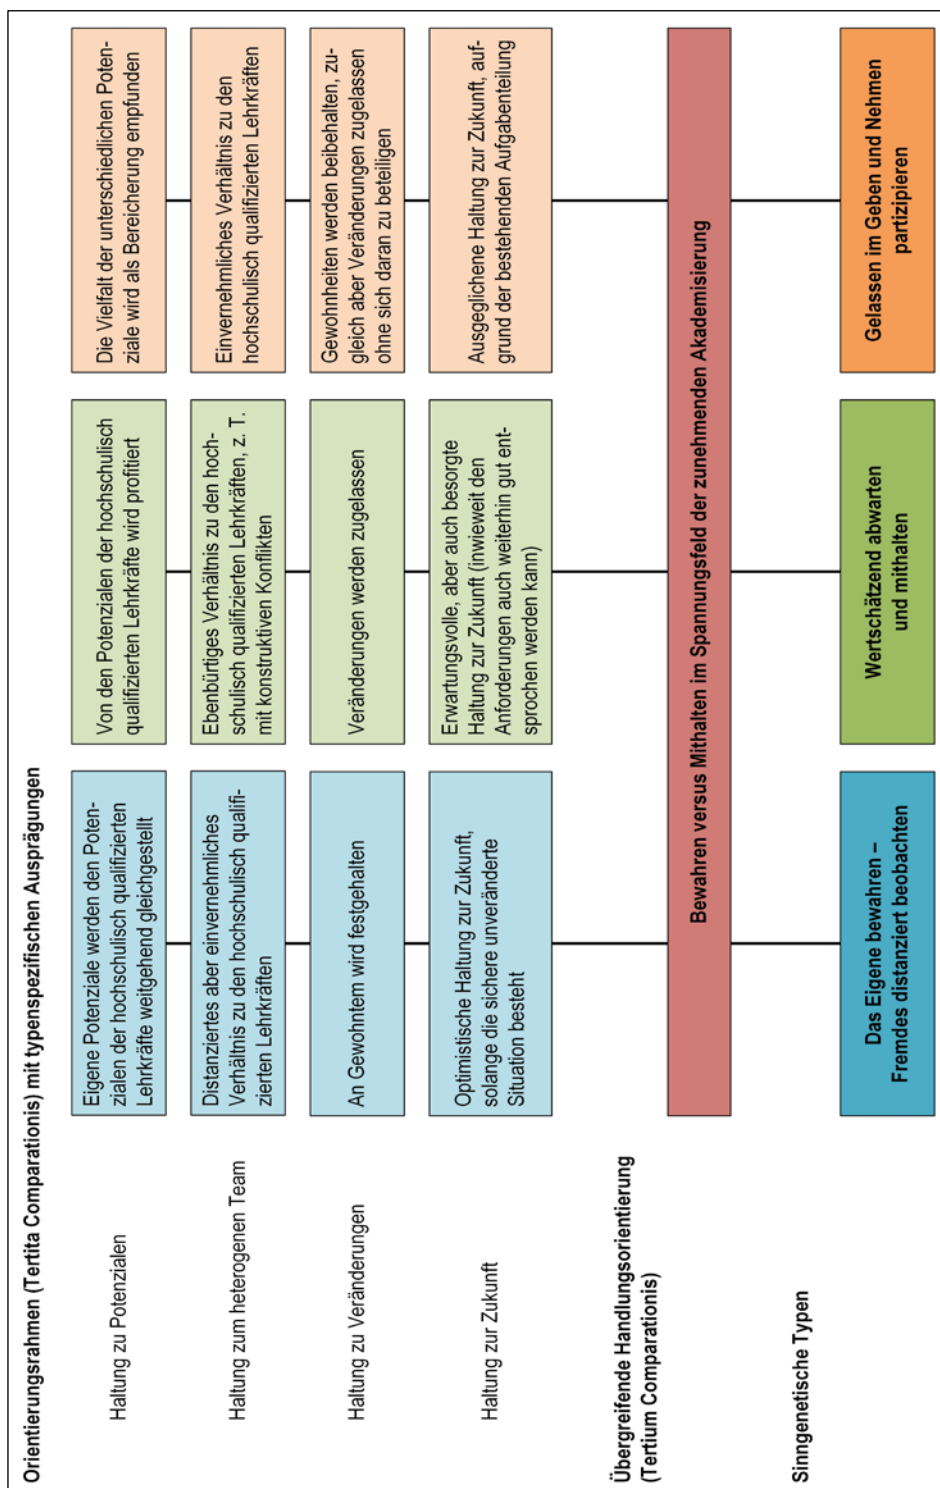 Orientierungsrahmen (Tertita Comparationis) mit typenspezifischen Ausprägungen
Haltung zu Potenzialen
Eigene Potenziale werden den Poten-
zialen der hochschulisch qualifizierten
Lehrkräfte weitgehend gleichgestellt
Von den Potenzialen der hochschulisch
qualifizierten Lehrkräfte wird profitiert
Die Vielfalt der unterschiedlichen Poten-
ziale wird als Bereicherung empfunden
Haltung zum heterogenen Team
Distanziertes aber einvernehmliches
Verhältnis zu den hochschulisch qualifi-
zierten Lehrkräften
Ebenbürtiges Verhältnis zu den hoch-
schulisch qualifizierten Lehrkräften, z. T.
mit konstruktiven Konflikten
Einvernehmliches Verhältnis zu den
hochschulisch qualifizierten Lehrkräften
Haltung zu Veränderungen
An Gewohntem wird festgehalten
Veränderungen werden zugelassen
Gewohnheiten werden beibehalten, zu-
gleich aber Veränderungen zugelassen
ohne sich daran zu beteiligen
Haltung zur Zukunft
Optimistische Haltung zur Zukunft,
solange die sichere unveränderte
Situation besteht
Erwartungsvolle, aber auch besorgte
Haltung zur Zukunft (inwieweit den
Anforderungen auch weiterhin gut ent-
sprochen werden kann)
Ausgeglichene Haltung zur Zukunft, auf-
grund der bestehenden Aufgabenteilung
Übergreifende Handlungsorientierung
(Tertium Comparationis)
Bewahren versus Mithalten im Spannungsfeld der zunehmenden Akademisierung
Sinngenetische Typen
Das Eigene bewahren –
Fremdes distanziert beobachten
Wertschätzend abwarten
und mithalten
Gelassen im Geben und Nehmen
partizipieren